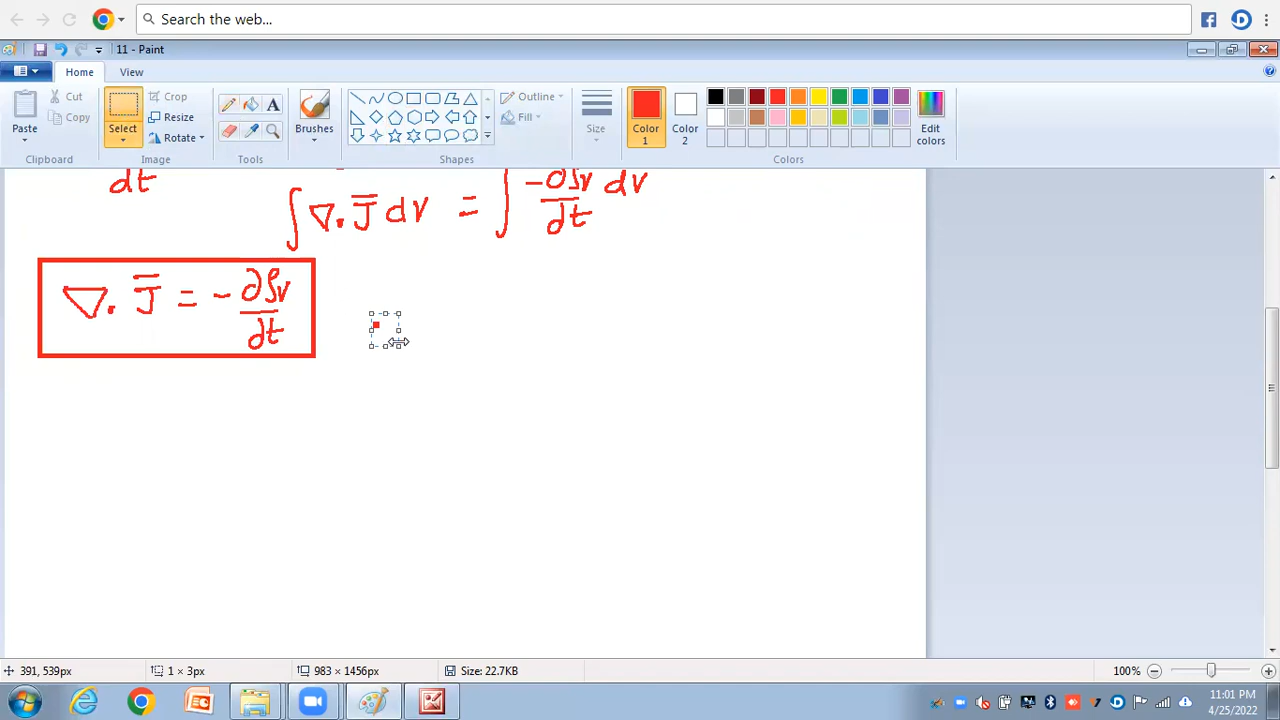 Search the web...
11 - Paint
Home View
Paste
Cut
Copy
Clipboard
Select
Crop
Resize
Rotate
Image
A
Tools
Brushes
Shapes
Outline
Fill
Size
Color 1
Color 2
Edit colors
Colors
dt
∫ ∇. J̅ dv = ∫ -∂ρv/∂t dv
∇. J̅ = - ∂ρv/∂t
391, 539px
1 × 3px
983 × 1456px
Size: 22.7KB
100%
11:01 PM
4/25/2022